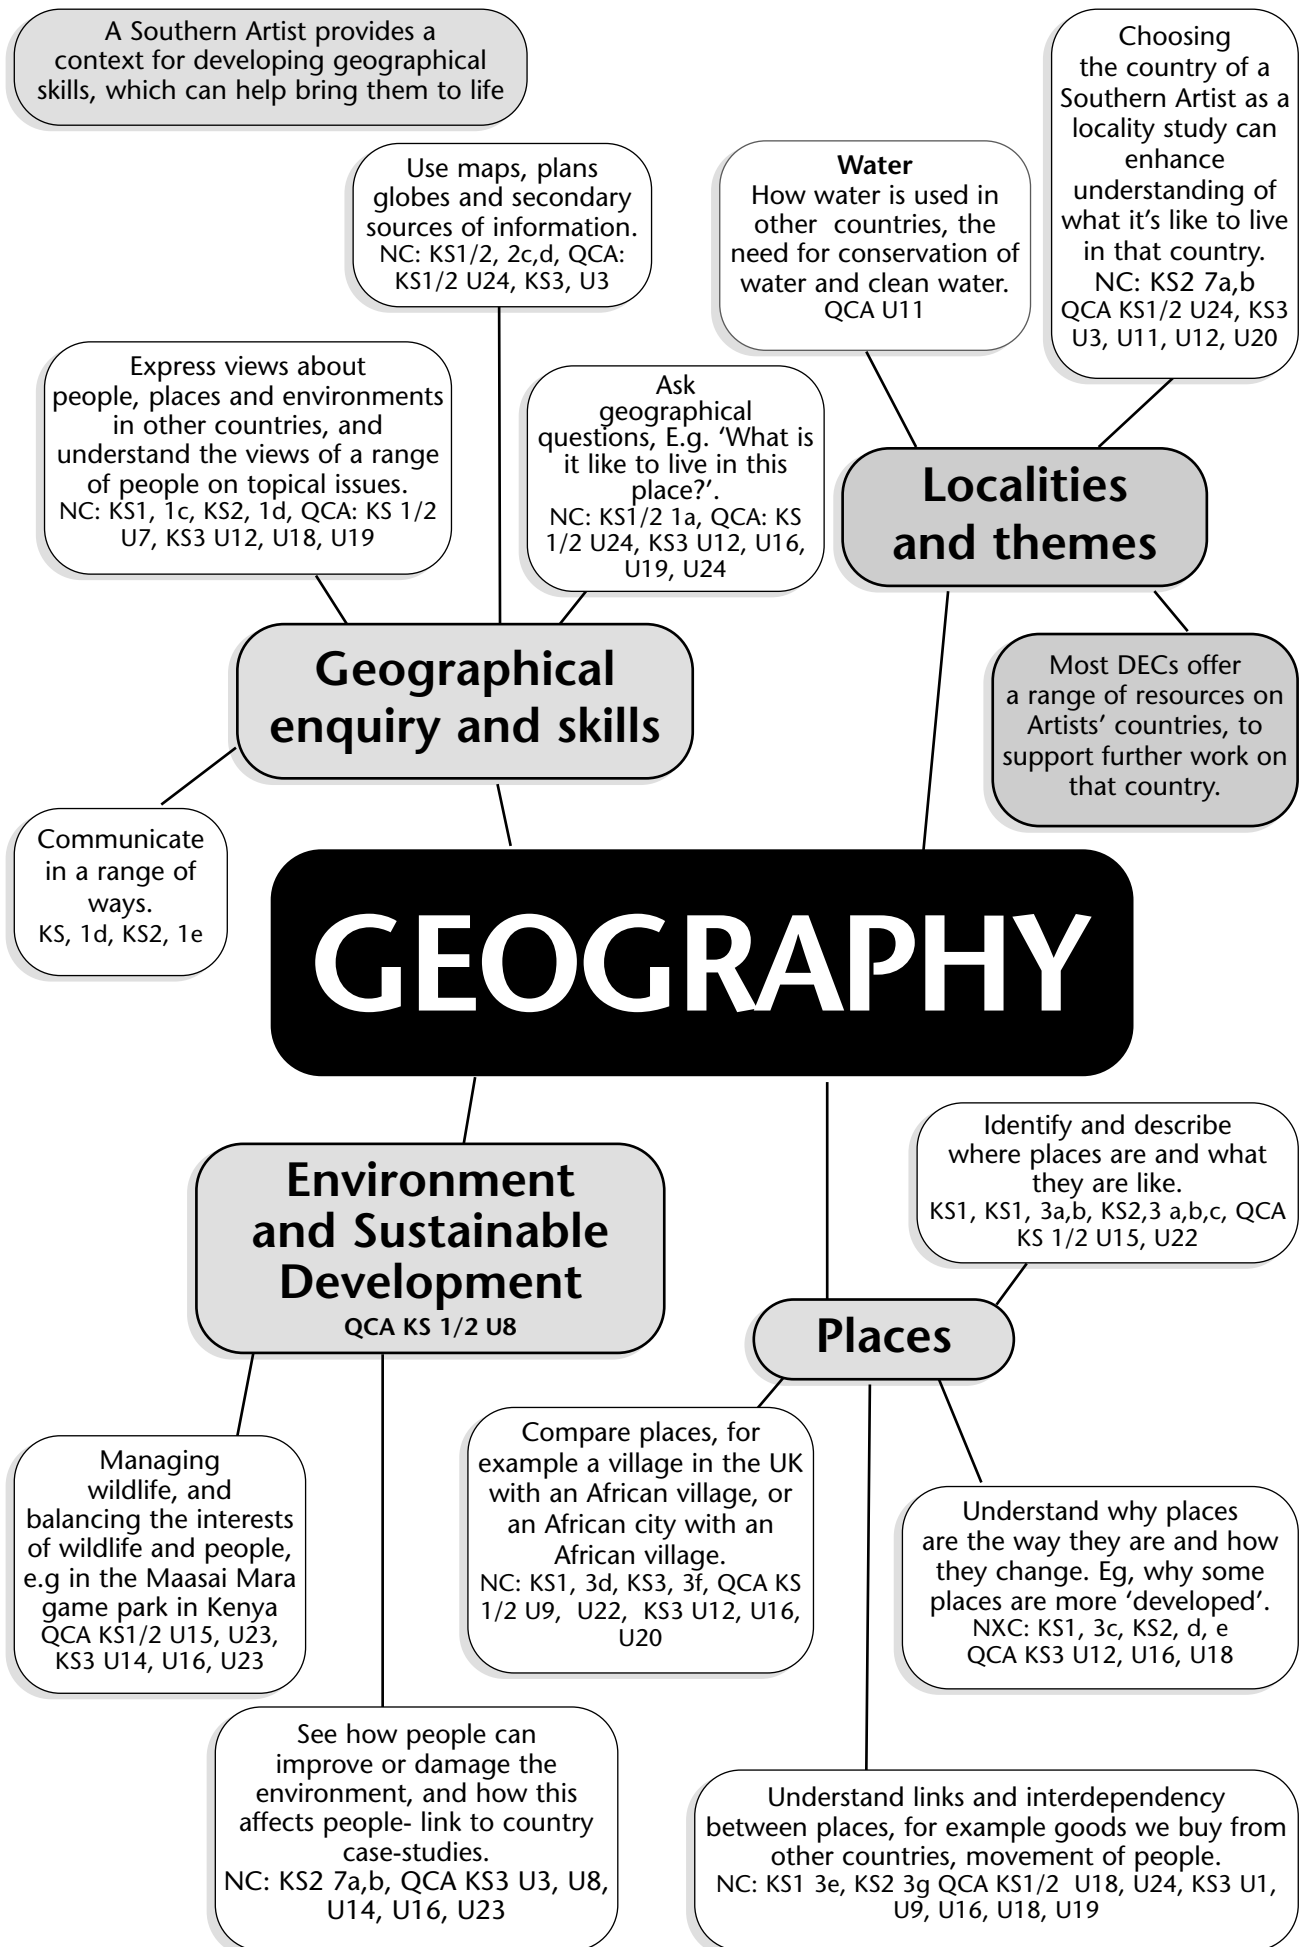 A Southern Artist provides a
context for developing geographical
skills, which can help bring them to life
Choosing
the country of a
Southern Artist as a
locality study can
enhance
understanding of
what it's like to live
in that country.
NC: KS2 7a,b
QCA KS1/2 U24, KS3
U3, U11, U12, U20
Use maps, plans
globes and secondary
sources of information.
NC: KS1/2, 2c,d, QCA:
KS1/2 U24, KS3, U3
Water
How water is used in
other countries, the
need for conservation of
water and clean water.
QCA U11
Express views about
people, places and environments
in other countries, and
understand the views of a range
of people on topical issues.
NC: KS1, 1c, KS2, 1d, QCA: KS 1/2
U7, KS3 U12, U18, U19
Ask
geographical
questions, E.g. 'What is
it like to live in this
place?'.
NC: KS1/2 1a, QCA: KS
1/2 U24, KS3 U12, U16,
U19, U24
Localities
and themes
Geographical
enquiry and skills
Most DECs offer
a range of resources on
Artists' countries, to
support further work on
that country.
Communicate
in a range of
ways.
KS, 1d, KS2, 1e
GEOGRAPHY
Environment
and Sustainable
Development
QCA KS 1/2 U8
Identify and describe
where places are and what
they are like.
KS1, KS1, 3a,b, KS2,3 a,b,c, QCA
KS 1/2 U15, U22
Places
Managing
wildlife, and
balancing the interests
of wildlife and people,
e.g in the Maasai Mara
game park in Kenya
QCA KS1/2 U15, U23,
KS3 U14, U16, U23
Compare places, for
example a village in the UK
with an African village, or
an African city with an
African village.
NC: KS1, 3d, KS3, 3f, QCA KS
1/2 U9, U22, KS3 U12, U16,
U20
Understand why places
are the way they are and how
they change. Eg, why some
places are more 'developed'.
NXC: KS1, 3c, KS2, d, e
QCA KS3 U12, U16, U18
See how people can
improve or damage the
environment, and how this
affects people- link to country
case-studies.
NC: KS2 7a,b, QCA KS3 U3, U8,
U14, U16, U23
Understand links and interdependency
between places, for example goods we buy from
other countries, movement of people.
NC: KS1 3e, KS2 3g QCA KS1/2 U18, U24, KS3 U1,
U9, U16, U18, U19